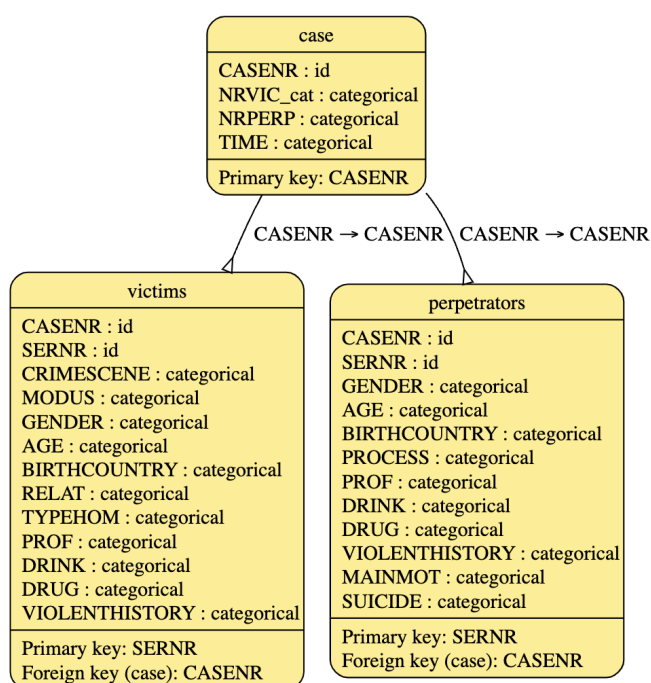 case
CASENR : id
NRVIC_cat : categorical
NRPERP : categorical
TIME : categorical
Primary key: CASENR
CASENR → CASENR
CASENR → CASENR
victims
CASENR : id
SERNR : id
CRIMESCENE : categorical
MODUS : categorical
GENDER : categorical
AGE : categorical
BIRTHCOUNTRY : categorical
RELAT : categorical
TYPEHOM : categorical
PROF : categorical
DRINK : categorical
DRUG : categorical
VIOLENTHISTORY : categorical
Primary key: SERNR
Foreign key (case): CASENR
perpetrators
CASENR : id
SERNR : id
GENDER : categorical
AGE : categorical
BIRTHCOUNTRY : categorical
PROCESS : categorical
PROF : categorical
DRINK : categorical
DRUG : categorical
VIOLENTHISTORY : categorical
MAINMOT : categorical
SUICIDE : categorical
Primary key: SERNR
Foreign key (case): CASENR